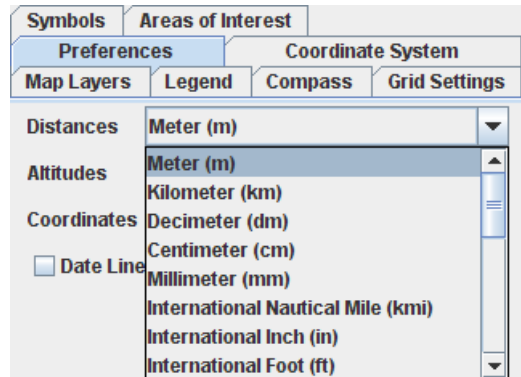 Symbols Areas of Interest
Preferences Coordinate System
Map Layers Legend Compass Grid Settings
Distances Meter (m)
Altitudes Meter (m)
Kilometer (km)
Coordinates Decimeter (dm)
Centimeter (cm)
Date Line Millimeter (mm)
International Nautical Mile (kmi)
International Inch (in)
International Foot (ft)